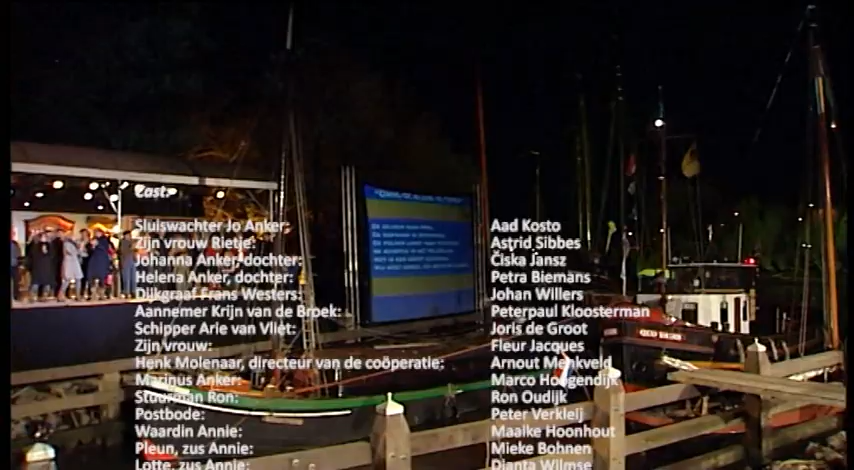 Cast:
Sluiswachter Jo Anker: Aad Kosto
Zijn vrouw Rietje: Astrid Sibbes
Johanna Anker, dochter: Ciska Jansz
Helena Anker, dochter: Petra Biemans
Dijkgraaf Frans Westers: Johan Willers
Aannemer Krijn van de Broek: Peterpaul Kloosterman
Schipper Arie van Vliet: Joris de Groot
Zijn vrouw: Fleur Jacques
Henk Molenaar, directeur van de coöperatie: Arnout Menkveld
Marinus Anker: Marco Hoogendijk
Stuurman Ron: Ron Oudijk
Postbode: Peter Verkleij
Waardin Annie: Maaike Hoonhout
Pleun, zus Annie: Mieke Bohnen
Lotte, zus Annie: Dianta Wilmse